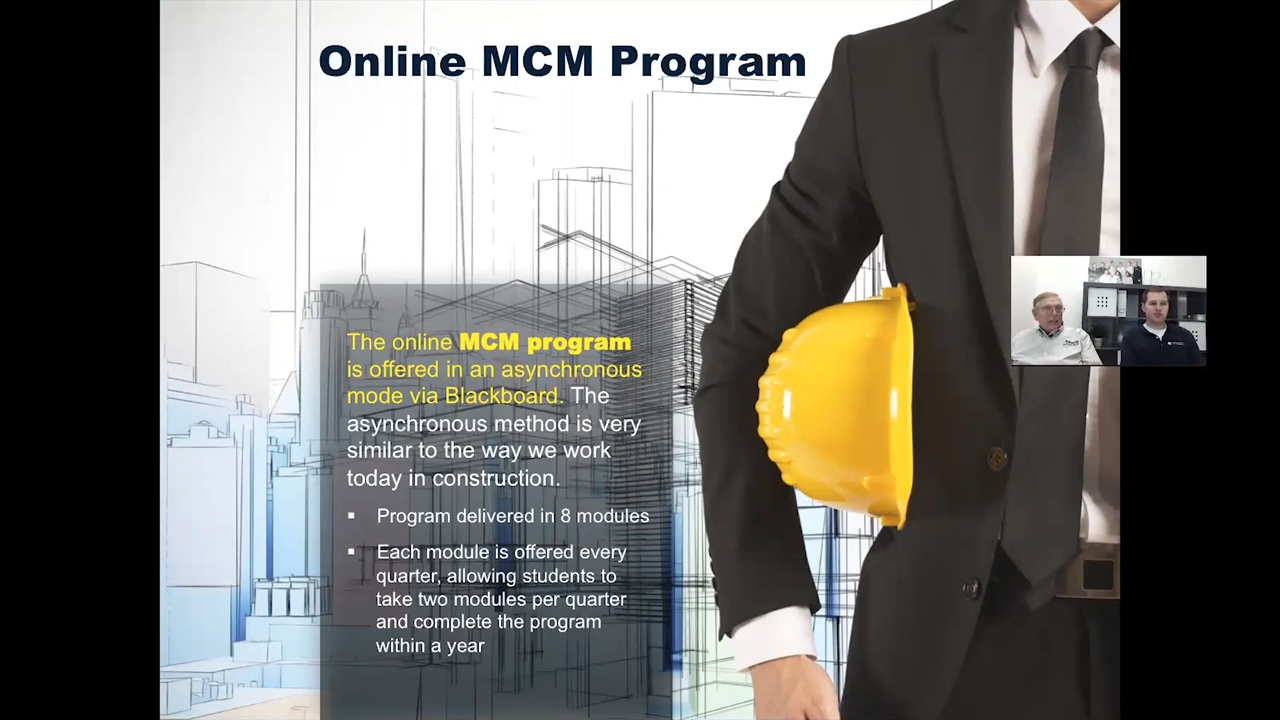 Online MCM Program
The online MCM program
is offered in an asynchronous
mode via Blackboard. The
asynchronous method is very
similar to the way we work
today in construction.
▪ Program delivered in 8 modules
▪ Each module is offered every
quarter, allowing students to
take two modules per quarter
and complete the program
within a year